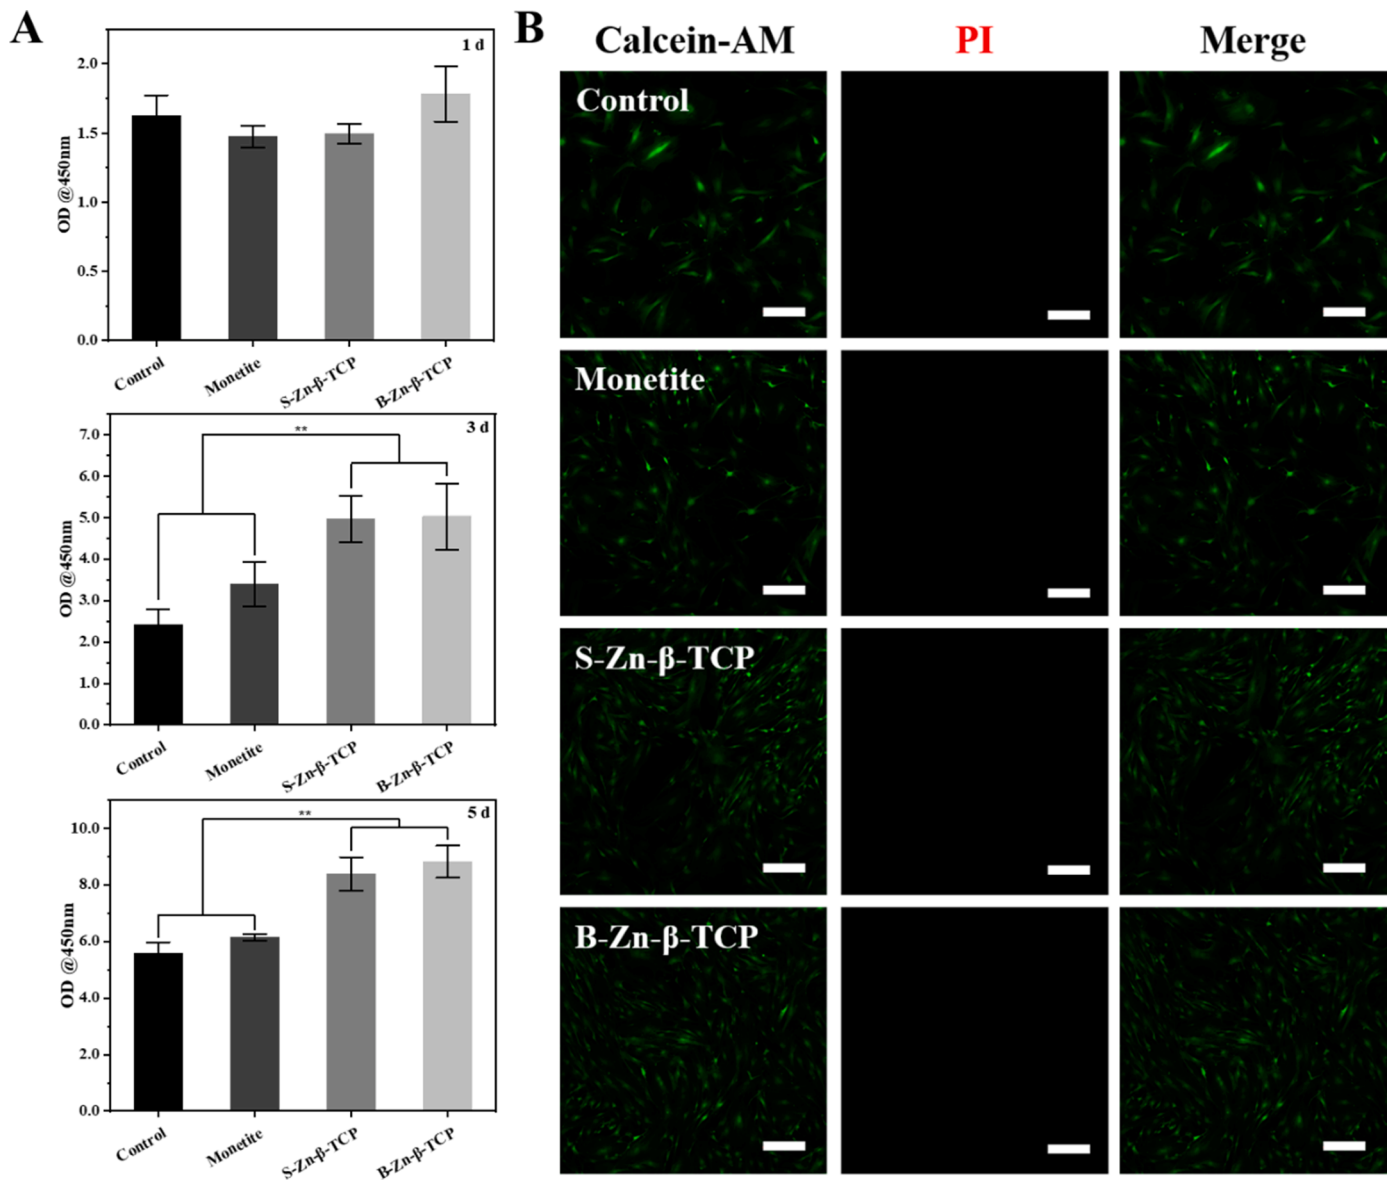 A
1 d
2.0
1.5
1.0
0.5
0.0
OD @450nm
Control
Monetite
S-Zn-β-TCP
B-Zn-β-TCP
3 d
**
7.0
6.0
5.0
4.0
3.0
2.0
1.0
0.0
OD @450nm
Control
Monetite
S-Zn-β-TCP
B-Zn-β-TCP
5 d
**
10.0
8.0
6.0
4.0
2.0
0.0
OD @450nm
Control
Monetite
S-Zn-β-TCP
B-Zn-β-TCP
B
Calcein-AM
PI
Merge
Control
Monetite
S-Zn-β-TCP
B-Zn-β-TCP